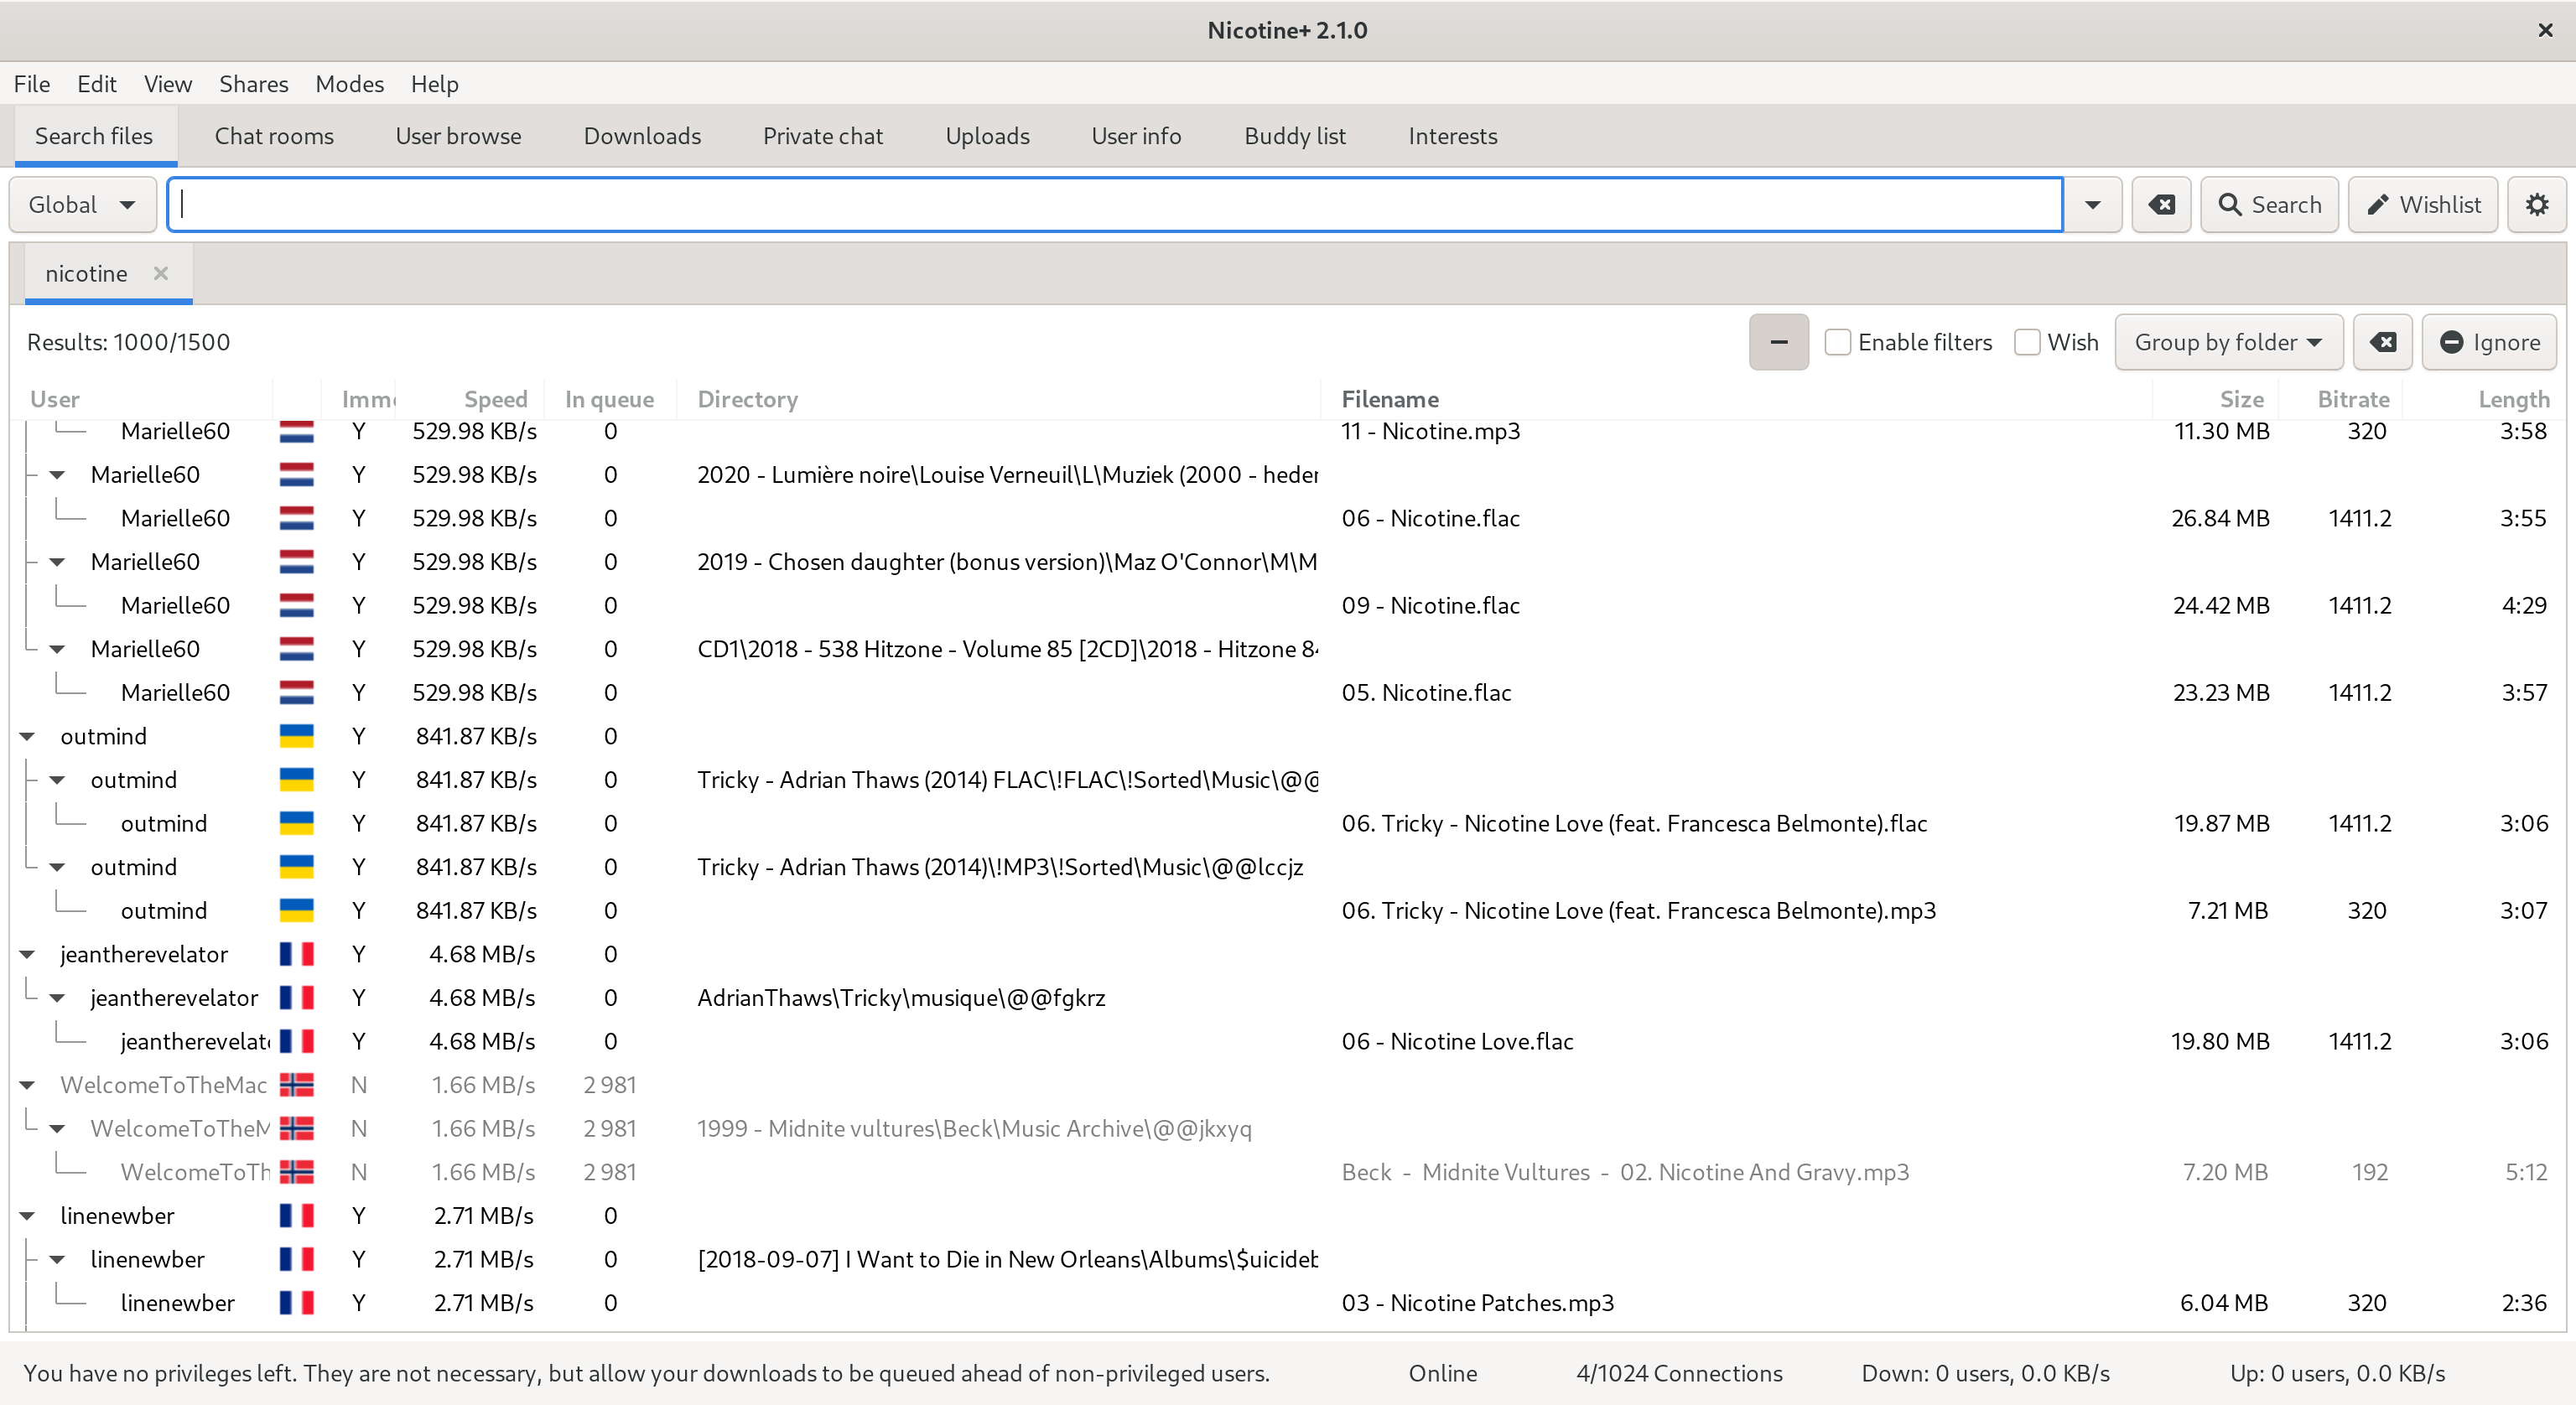 Nicotine+ 2.1.0
File Edit View Shares Modes Help
Search files Chat rooms User browse Downloads Private chat Uploads User info Buddy list Interests
Global Search Wishlist
nicotine
Results: 1000/1500 Enable filters Wish Group by folder Ignore
User Imm Speed In queue Directory Filename Size Bitrate Length
Marielle60 Y 529.98 KB/s 0 11 - Nicotine.mp3 11.30 MB 320 3:58
Marielle60 Y 529.98 KB/s 0 2020 - Lumière noire\Louise Verneuil\L\Muziek (2000 - heder
Marielle60 Y 529.98 KB/s 0 06 - Nicotine.flac 26.84 MB 1411.2 3:55
Marielle60 Y 529.98 KB/s 0 2019 - Chosen daughter (bonus version)\Maz O'Connor\M\M
Marielle60 Y 529.98 KB/s 0 09 - Nicotine.flac 24.42 MB 1411.2 4:29
Marielle60 Y 529.98 KB/s 0 CD1\2018 - 538 Hitzone - Volume 85 [2CD]\2018 - Hitzone 84
Marielle60 Y 529.98 KB/s 0 05. Nicotine.flac 23.23 MB 1411.2 3:57
outmind Y 841.87 KB/s 0
outmind Y 841.87 KB/s 0 Tricky - Adrian Thaws (2014) FLAC\!FLAC\!Sorted\Music\@@
outmind Y 841.87 KB/s 0 06. Tricky - Nicotine Love (feat. Francesca Belmonte).flac 19.87 MB 1411.2 3:06
outmind Y 841.87 KB/s 0 Tricky - Adrian Thaws (2014)\!MP3\!Sorted\Music\@@lccjz
outmind Y 841.87 KB/s 0 06. Tricky - Nicotine Love (feat. Francesca Belmonte).mp3 7.21 MB 320 3:07
jeantherevelator Y 4.68 MB/s 0
jeantherevelator Y 4.68 MB/s 0 AdrianThaws\Tricky\musique\@@fgkrz
jeantherevelat Y 4.68 MB/s 0 06 - Nicotine Love.flac 19.80 MB 1411.2 3:06
WelcomeToTheMac N 1.66 MB/s 2 981
WelcomeToTheM N 1.66 MB/s 2 981 1999 - Midnite vultures\Beck\Music Archive\@@jkxyq
WelcomeToTh N 1.66 MB/s 2 981 Beck - Midnite Vultures - 02. Nicotine And Gravy.mp3 7.20 MB 192 5:12
linenewber Y 2.71 MB/s 0
linenewber Y 2.71 MB/s 0 [2018-09-07] I Want to Die in New Orleans\Albums\$uicideb
linenewber Y 2.71 MB/s 0 03 - Nicotine Patches.mp3 6.04 MB 320 2:36
You have no privileges left. They are not necessary, but allow your downloads to be queued ahead of non-privileged users. Online 4/1024 Connections Down: 0 users, 0.0 KB/s Up: 0 users, 0.0 KB/s